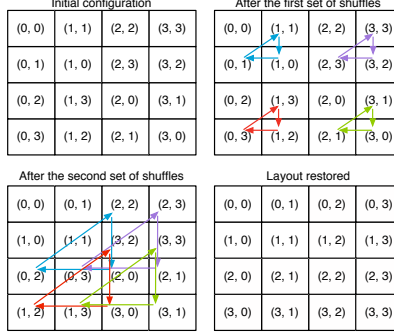 Initial configuration
(0, 0) (1, 1) (2, 2) (3, 3)
(0, 1) (1, 0) (2, 3) (3, 2)
(0, 2) (1, 3) (2, 0) (3, 1)
(0, 3) (1, 2) (2, 1) (3, 0)
After the first set of shuffles
(0, 0) (1, 1) (2, 2) (3, 3)
(0, 1) (1, 0) (2, 3) (3, 2)
(0, 2) (1, 3) (2, 0) (3, 1)
(0, 3) (1, 2) (2, 1) (3, 0)
After the second set of shuffles
(0, 0) (0, 1) (2, 2) (2, 3)
(1, 0) (1, 1) (3, 2) (3, 3)
(0, 2) (0, 3) (2, 0) (2, 1)
(1, 2) (1, 3) (3, 0) (3, 1)
Layout restored
(0, 0) (0, 1) (0, 2) (0, 3)
(1, 0) (1, 1) (1, 2) (1, 3)
(2, 0) (2, 1) (2, 2) (2, 3)
(3, 0) (3, 1) (3, 2) (3, 3)